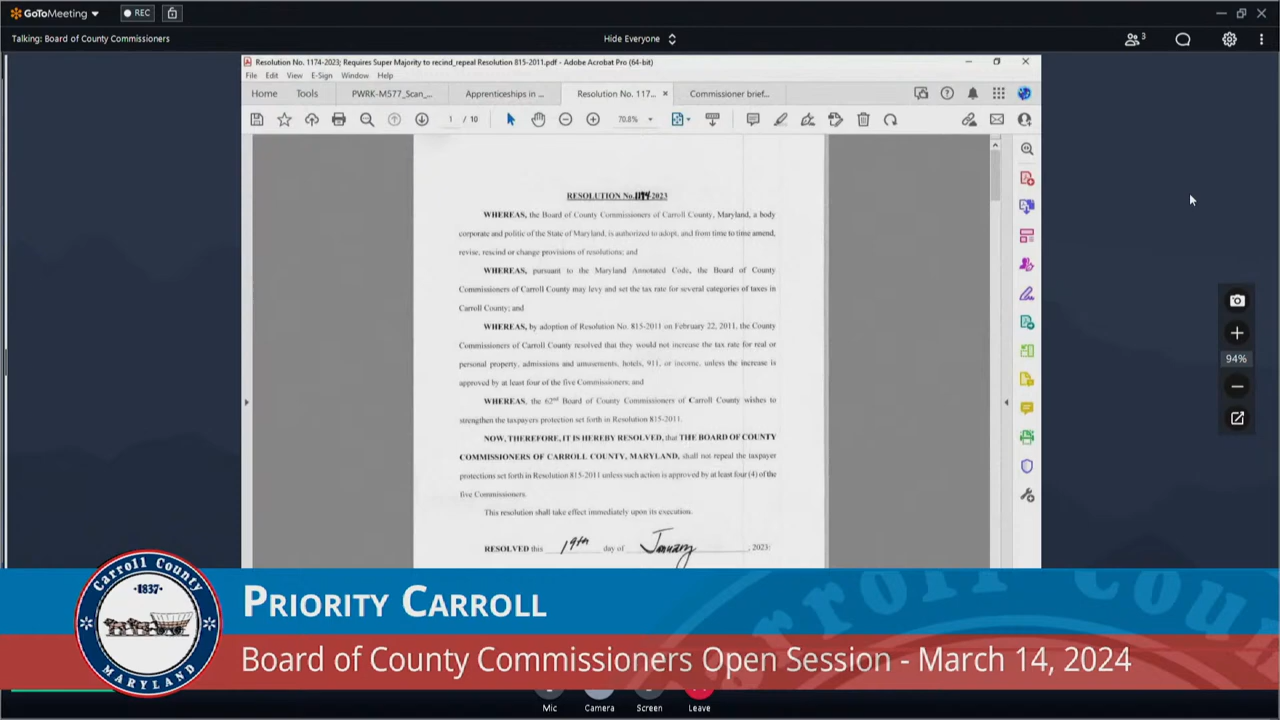 GoToMeeting
REC
Talking: Board of County Commissioners
Hide Everyone
3
Resolution No. 1174-2023; Requires Super Majority to recind_repeal Resolution 815-2011.pdf - Adobe Acrobat Pro (64-bit)
File Edit View E-Sign Window Help
Home Tools PWRK-M577_Scan_... Apprenticeships in ... Resolution No. 117... × Commissioner brief...
1 / 10 70.8%
RESOLUTION No. 1174-2023
WHEREAS, the Board of County Commissioners of Carroll County, Maryland, a body
corporate and politic of the State of Maryland, is authorized to adopt, and from time to time amend,
revise, rescind or change provisions of resolutions; and
WHEREAS, pursuant to the Maryland Annotated Code, the Board of County
Commissioners of Carroll County may levy and set the tax rate for several categories of taxes in
Carroll County; and
WHEREAS, by adoption of Resolution No. 815-2011 on February 22, 2011, the County
Commissioners of Carroll County resolved that they would not increase the tax rate for real or
personal property, admissions and amusements, hotels, 911, or income, unless the increase is
approved by at least four of the five Commissioners; and
WHEREAS, the 62nd Board of County Commissioners of Carroll County wishes to
strengthen the taxpayers protection set forth in Resolution 815-2011.
NOW, THEREFORE, IT IS HEREBY RESOLVED, that THE BOARD OF COUNTY
COMMISSIONERS OF CARROLL COUNTY, MARYLAND, shall not repeal the taxpayer
protections set forth in Resolution 815-2011 unless such action is approved by at least four (4) of the
five Commissioners.
This resolution shall take effect immediately upon its execution.
RESOLVED this 19th day of January, 2023:
94%
Carroll County
·1837·
MARYLAND
PRIORITY CARROLL
Board of County Commissioners Open Session - March 14, 2024
Mic Camera Screen Leave